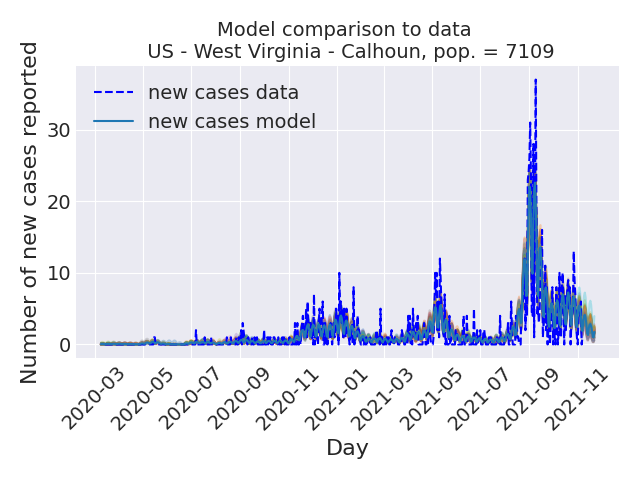 Model comparison to data
US - West Virginia - Calhoun, pop. = 7109
Number of new cases reported
new cases data
new cases model
30
20
10
0
2020-03
2020-05
2020-07
2020-09
2020-11
2021-01
2021-03
2021-05
2021-07
2021-09
2021-11
Day